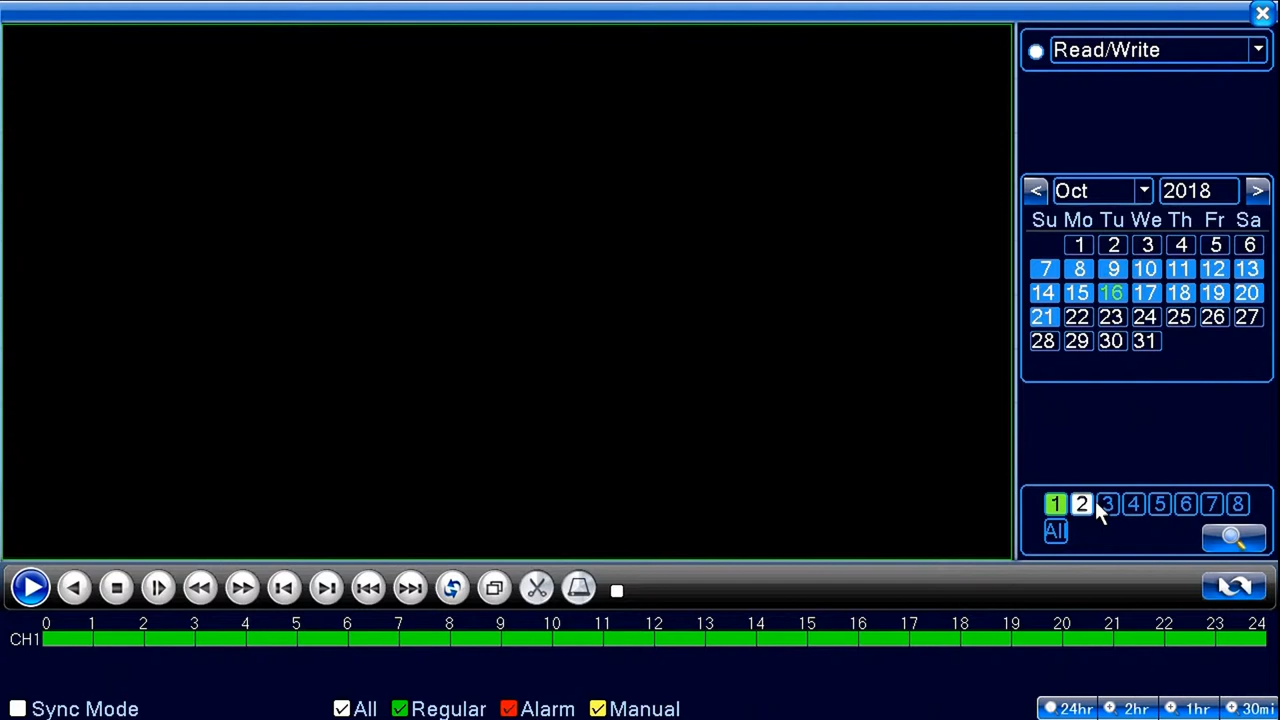 Read/Write
< Oct 2018 >
Su Mo Tu We Th Fr Sa
1 2 3 4 5 6
7 8 9 10 11 12 13
14 15 16 17 18 19 20
21 22 23 24 25 26 27
28 29 30 31
1 2 3 4 5 6 7 8
All
0 1 2 3 4 5 6 7 8 9 10 11 12 13 14 15 16 17 18 19 20 21 22 23 24
CH1
Sync Mode All Regular Alarm Manual 24hr 2hr 1hr 30mi